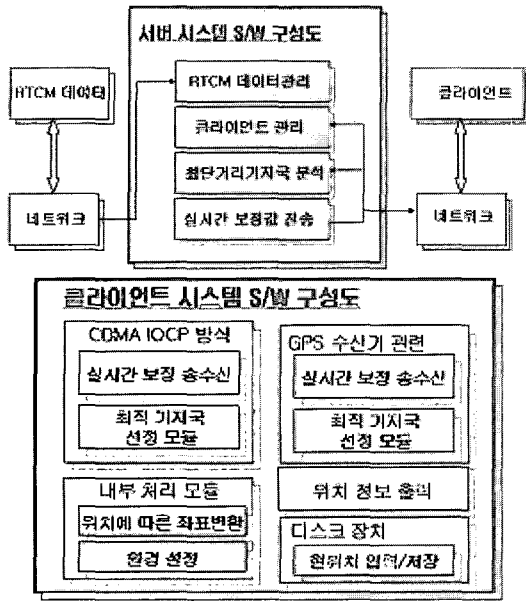 서버 시스템 S/W 구성도
RTCM 데이터
RTCM 데이터관리
클라이언트
클라이언트 관리
최단거리기지국 분석
네트워크
실시간 보정값 전송
네트워크
클라이언트 시스템 S/W 구성도
CDMA IOCP 방식
실시간 보정 송수신
최적 기지국
선정 모듈
GPS 수신기 관련
실시간 보정 송수신
최적 기지국
선정 모듈
내부 처리 모듈
위치에 따른 좌표변환
환경 설정
위치 정보 출력
디스크 장치
현위치 입력/저장